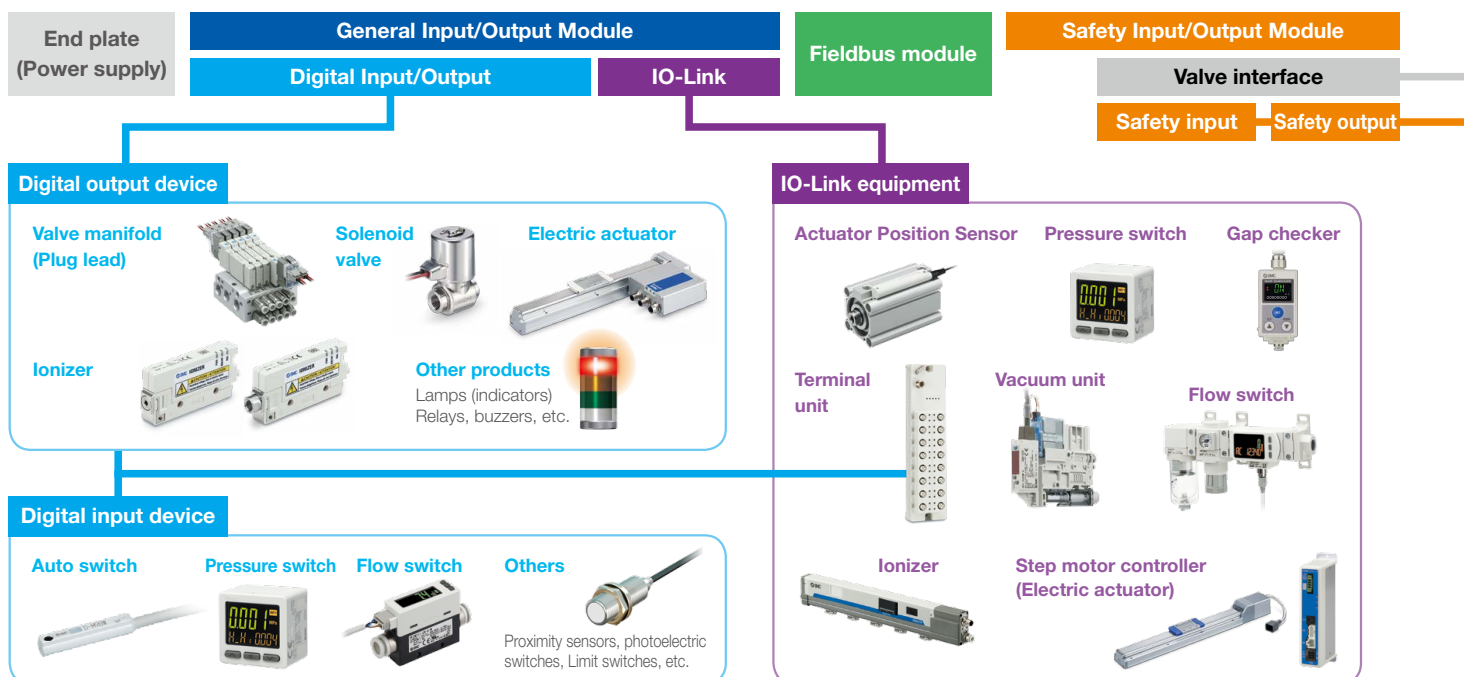 End plate
(Power supply)
General Input/Output Module
Digital Input/Output
IO-Link
Fieldbus module
Safety Input/Output Module
Valve interface
Safety input
Safety output
Digital output device
Valve manifold
(Plug lead)
Solenoid
valve
Electric actuator
Ionizer
Other products
Lamps (indicators)
Relays, buzzers, etc.
IO-Link equipment
Actuator Position Sensor
Pressure switch
0.001
Gap checker
Terminal
unit
Vacuum unit
Flow switch
Ionizer
Step motor controller
(Electric actuator)
Digital input device
Auto switch
Pressure switch
0.001
Flow switch
Others
Proximity sensors, photoelectric
switches, Limit switches, etc.